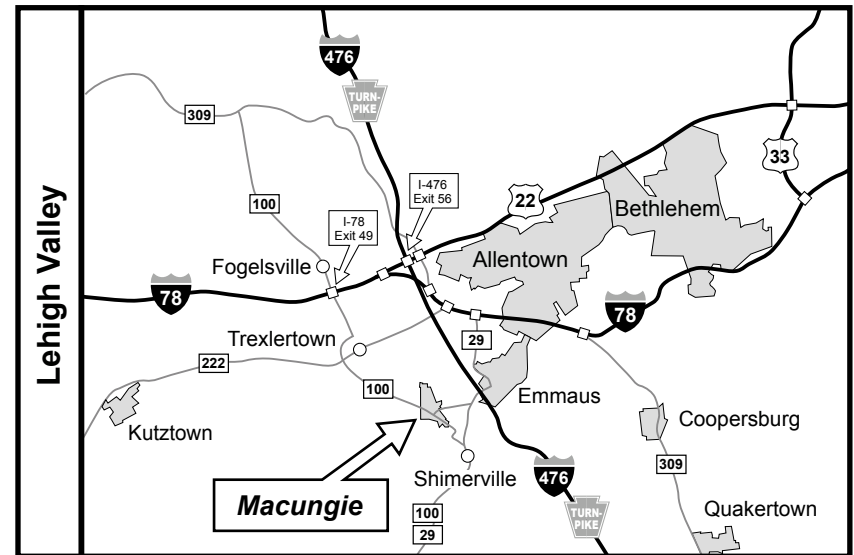 Lehigh Valley
476
TURN-
PIKE
309
33
100
I-476
Exit 56
22
I-78
Exit 49
Bethlehem
Fogelsville
Allentown
78
78
Trexlertown
29
222
100
Emmaus
Kutztown
Coopersburg
Shimerville
309
476
Macungie
100
29
TURN-
PIKE
Quakertown